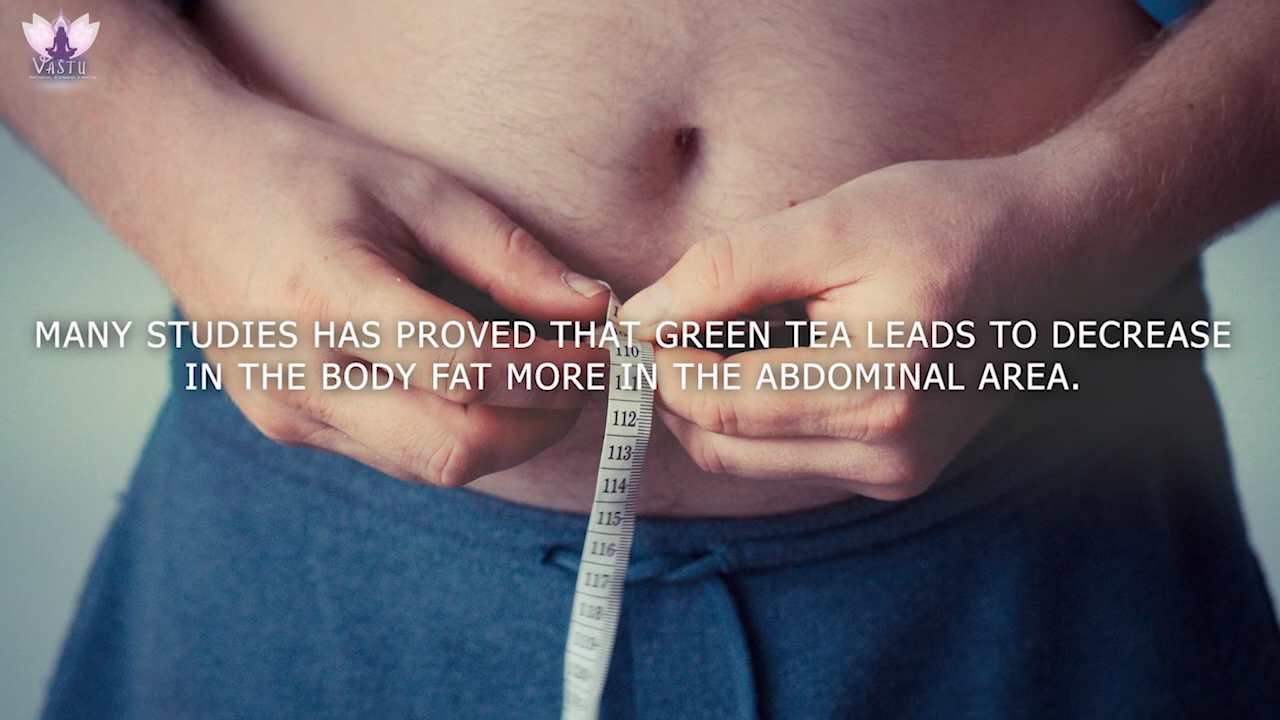 VASTU
MANY STUDIES HAS PROVED THAT GREEN TEA LEADS TO DECREASE
IN THE BODY FAT MORE IN THE ABDOMINAL AREA.
110
112
113
114
115
116
117
118